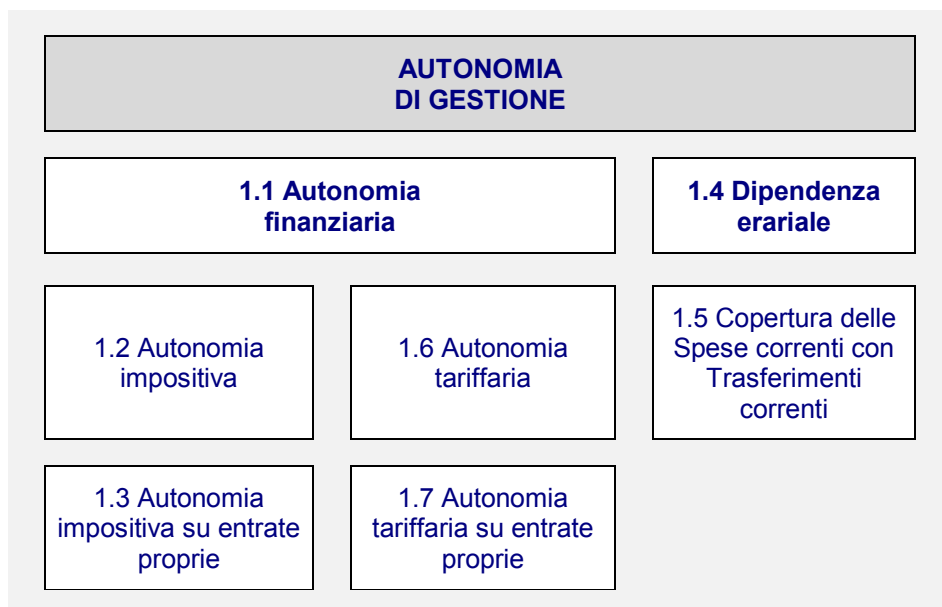 AUTONOMIA
DI GESTIONE
1.1 Autonomia
finanziaria
1.4 Dipendenza
erariale
1.2 Autonomia
impositiva
1.6 Autonomia
tariffaria
1.5 Copertura delle
Spese correnti con
Trasferimenti
correnti
1.3 Autonomia
impositiva su entrate
proprie
1.7 Autonomia
tariffaria su entrate
proprie